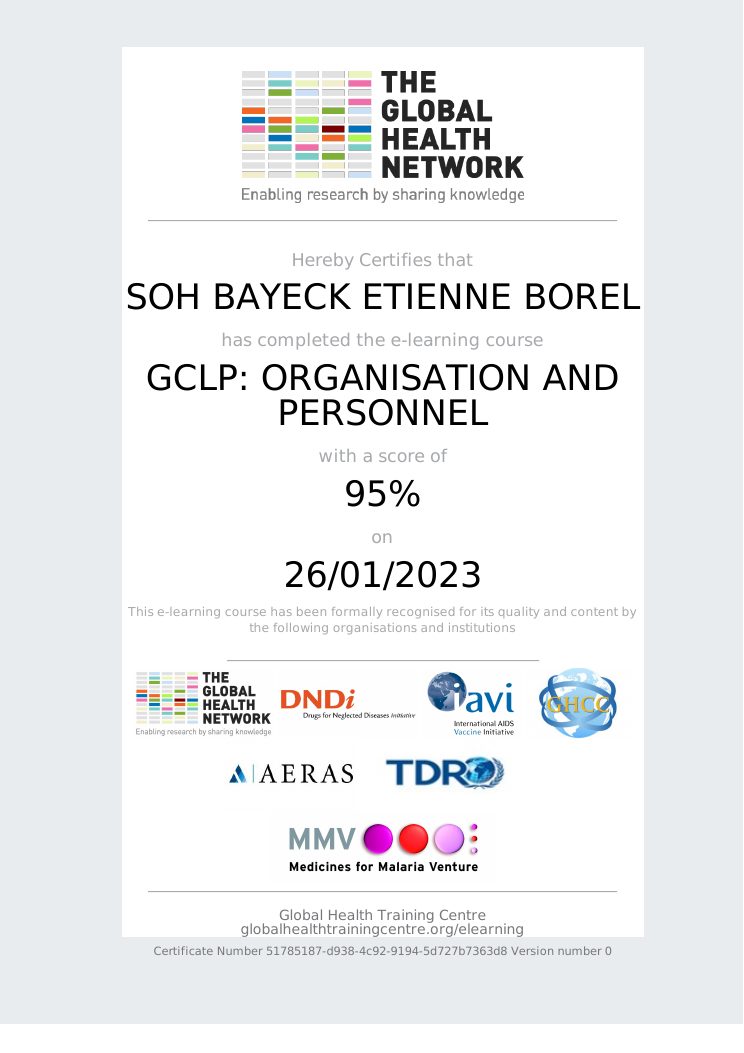 THE
GLOBAL
HEALTH
NETWORK
Enabling research by sharing knowledge
Hereby Certifies that
SOH BAYECK ETIENNE BOREL
has completed the e-learning course
GCLP: ORGANISATION AND
PERSONNEL
with a score of
95%
on
26/01/2023
This e-learning course has been formally recognised for its quality and content by
the following organisations and institutions
THE
GLOBAL
HEALTH
NETWORK
Enabling research by sharing knowledge
DNDi
Drugs for Neglected Diseases initiative
iavi
International AIDS
Vaccine Initiative
GHCC
AERAS
TDR
MMV
Medicines for Malaria Venture
Global Health Training Centre
globalhealthtrainingcentre.org/elearning
Certificate Number 51785187-d938-4c92-9194-5d727b7363d8 Version number 0